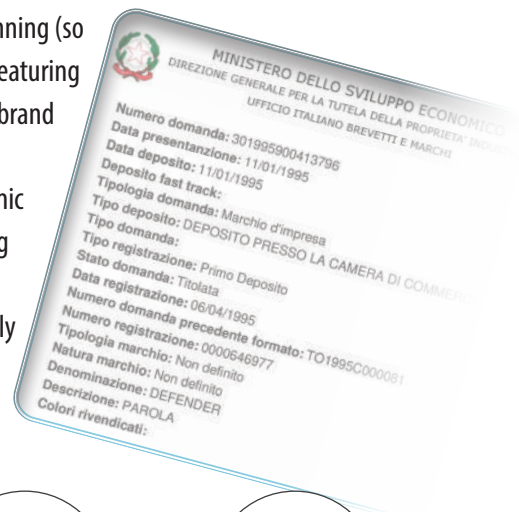 nning (so
eaturing
brand
nic
g
ly
MINISTERO DELLO SVILUPPO ECONOMICO
DIREZIONE GENERALE PER LA TUTELA DELLA PROPRIETA'
UFFICIO ITALIANO BREVETTI E MARCHI
Numero domanda: 301995900413796
Data presentanzione: 11/01/1995
Data deposito: 11/01/1995
Deposito fast track:
Tipologia domanda: Marchio d'impresa
Tipo deposito: DEPOSITO PRESSO LA CAMERA DI COMMERC
Tipo domanda:
Tipo registrazione: Primo Deposito
Stato domanda: Titolata
Data registrazione: 06/04/1995
Numero domanda precedente formato: TO1995C000081
Numero registrazione: 0000646977
Tipologia marchio: Non definito
Natura marchio: Non definito
Denominazione: DEFENDER
Descrizione: PAROLA
Colori rivendicati: